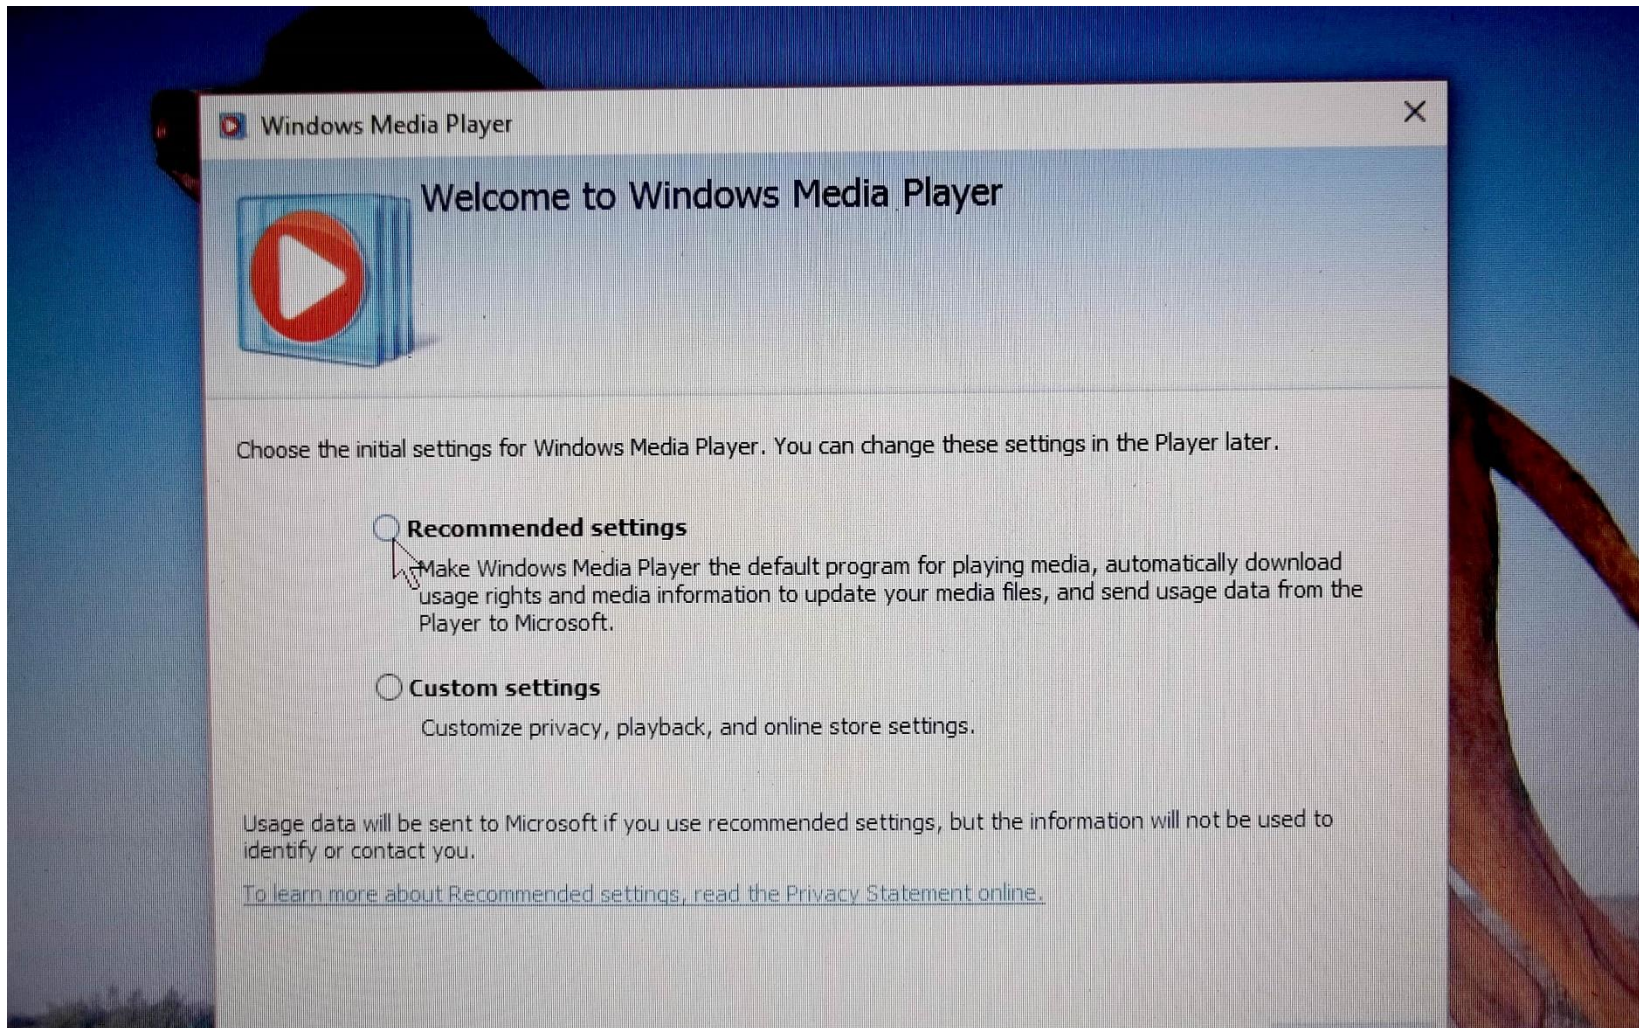 Windows Media Player
Welcome to Windows Media Player
Choose the initial settings for Windows Media Player. You can change these settings in the Player later.
Recommended settings
Make Windows Media Player the default program for playing media, automatically download
usage rights and media information to update your media files, and send usage data from the
Player to Microsoft.
Custom settings
Customize privacy, playback, and online store settings.
Usage data will be sent to Microsoft if you use recommended settings, but the information will not be used to
identify or contact you.
To learn more about Recommended settings, read the Privacy Statement online.